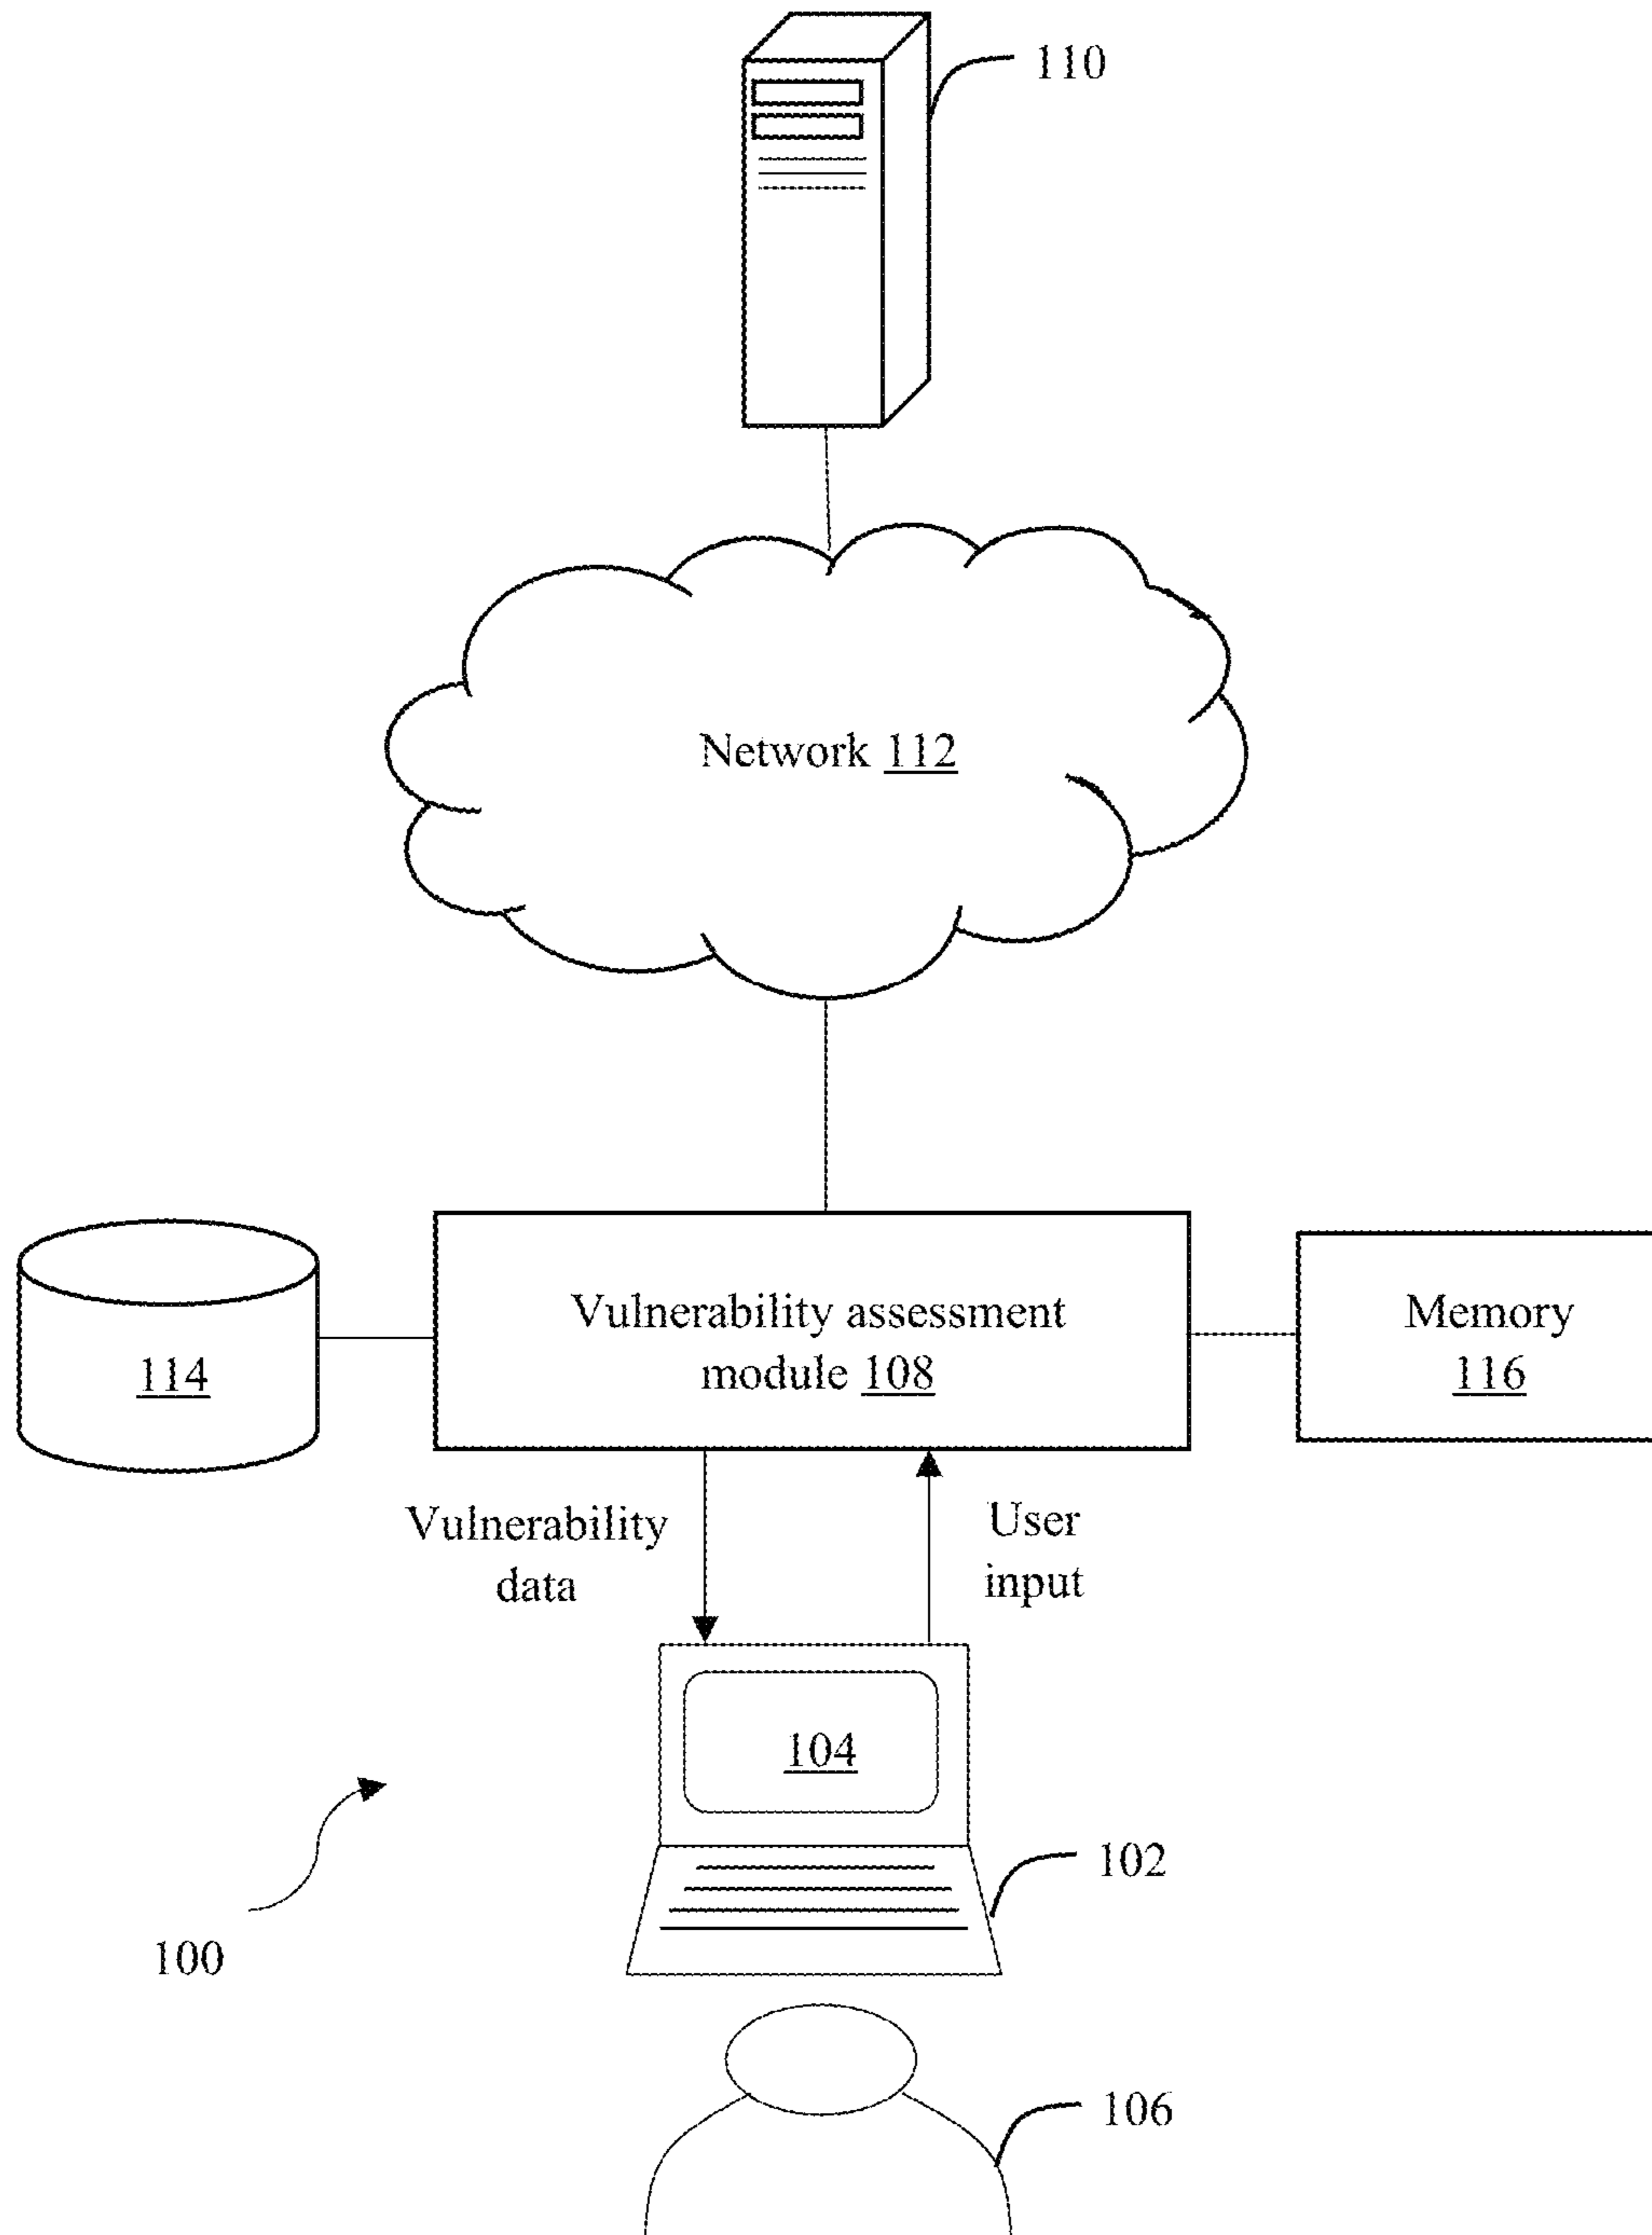 110
Network 112
Vulnerability assessment
module 108
114
Memory
116
Vulnerability
data
User
input
104
102
100
106